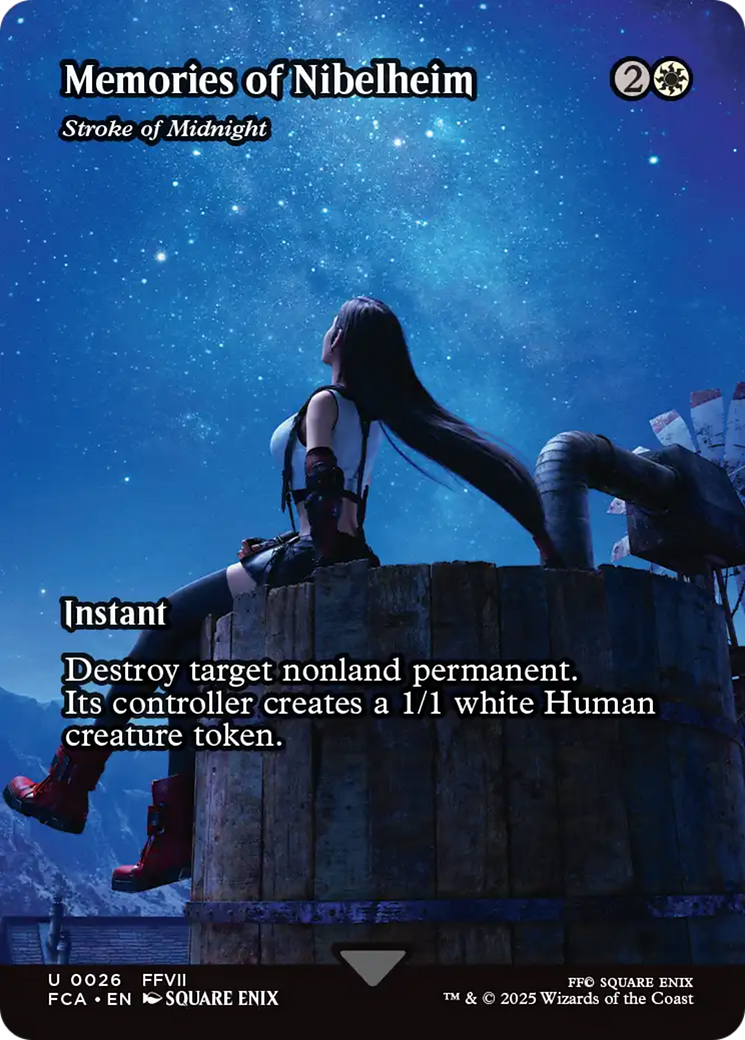 Memories of Nibelheim 2
Stroke of Midnight
Instant
Destroy target nonland permanent.
Its controller creates a 1/1 white Human
creature token.
U 0026 FFVII
FCA • EN SQUARE ENIX
FF© SQUARE ENIX
™ & © 2025 Wizards of the Coast